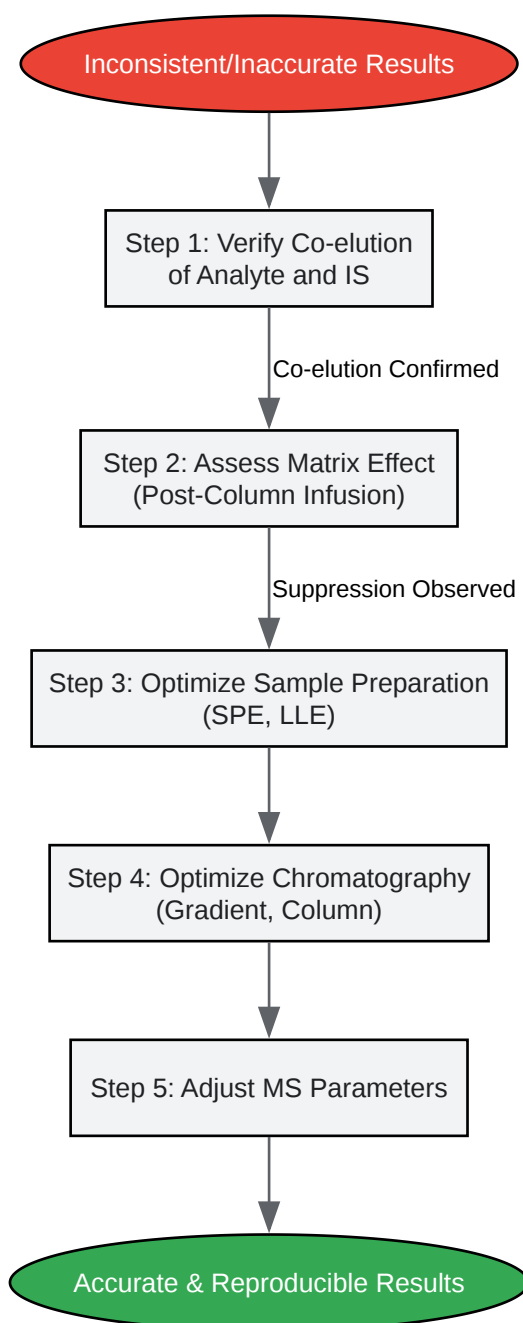 Inconsistent/Inaccurate Results
Step 1: Verify Co-elution
of Analyte and IS
Co-elution Confirmed
Step 2: Assess Matrix Effect
(Post-Column Infusion)
Suppression Observed
Step 3: Optimize Sample Preparation
(SPE, LLE)
Step 4: Optimize Chromatography
(Gradient, Column)
Step 5: Adjust MS Parameters
Accurate & Reproducible Results